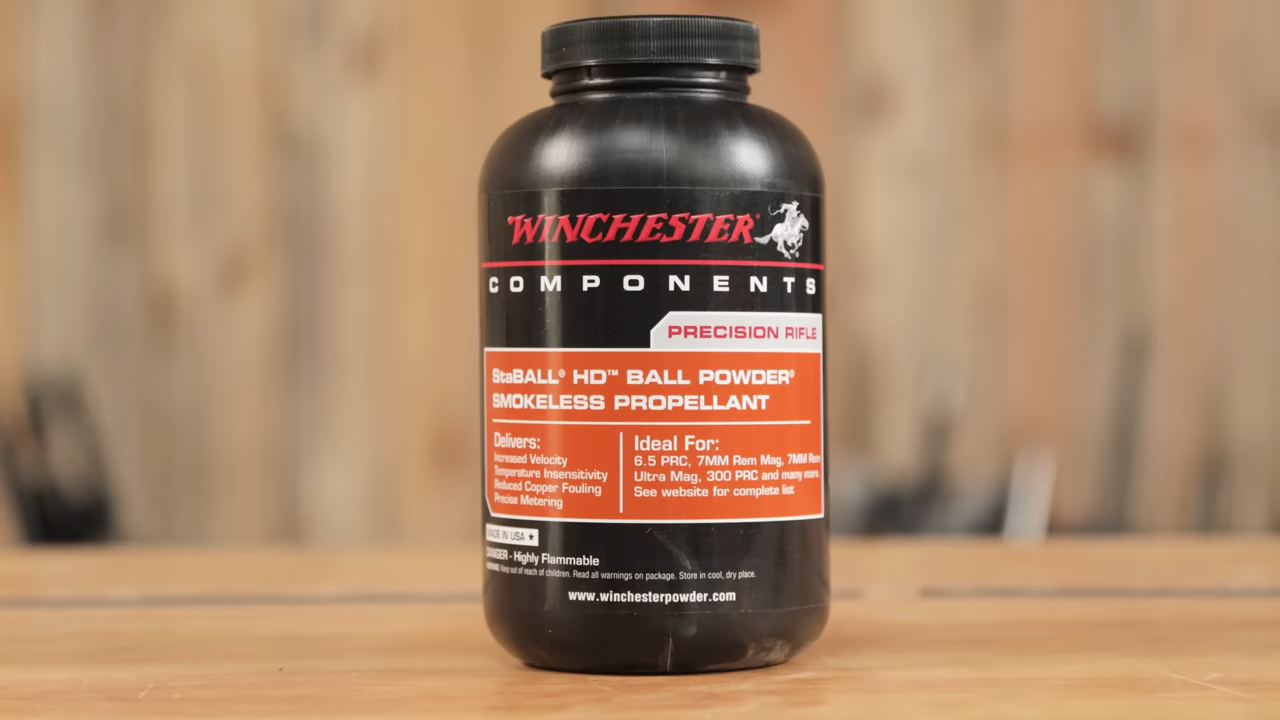 WINCHESTER®
COMPONENTS
PRECISION RIFLE
StaBALL® HD™ BALL POWDER®
SMOKELESS PROPELLANT
Delivers:
Increased Velocity
Temperature Insensitivity
Reduced Copper Fouling
Precise Metering
Ideal For:
6.5 PRC, 7MM Rem Mag, 7MM Rem
Ultra Mag, 300 PRC and many more.
See website for complete list
MADE IN USA ★
DANGER - Highly Flammable
WARNING: Keep out of reach of children. Read all warnings on package. Store in cool, dry place.
www.winchesterpowder.com